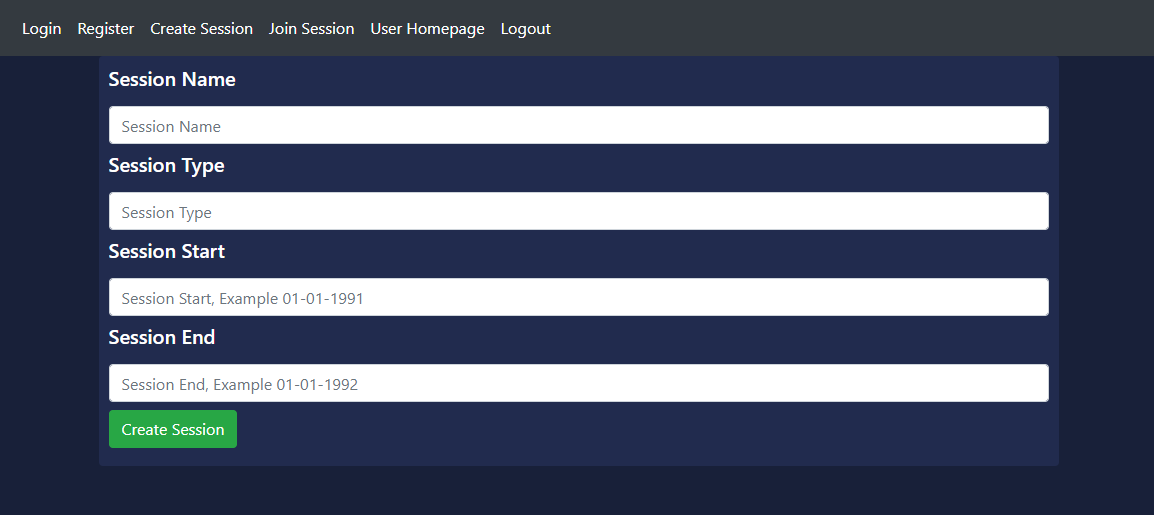 Login Register Create Session Join Session User Homepage Logout
Session Name
Session Name
Session Type
Session Type
Session Start
Session Start, Example 01-01-1991
Session End
Session End, Example 01-01-1992
Create Session